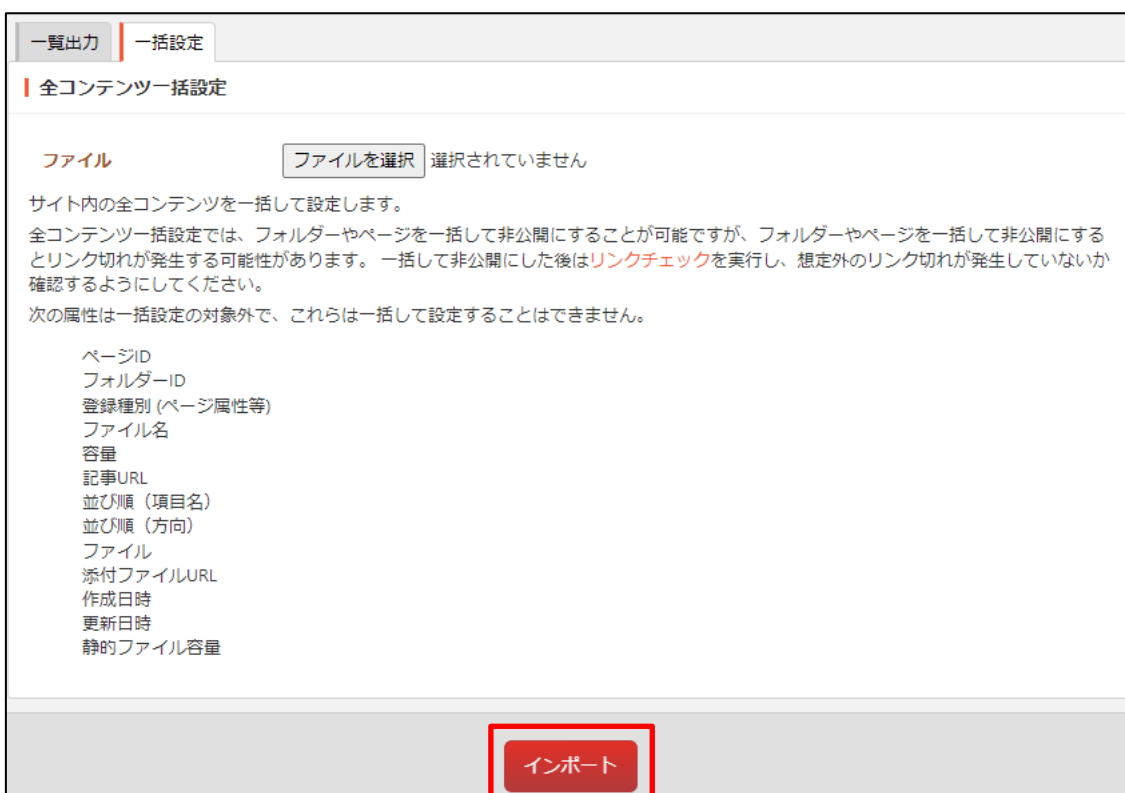 一覧出力
一括設定
全コンテンツ一括設定
ファイル
ファイルを選択 選択されていません
サイト内の全コンテンツを一括して設定します。
全コンテンツ一括設定では、フォルダーやページを一括して非公開にすることが可能ですが、フォルダーやページを一括して非公開にする
とリンク切れが発生する可能性があります。 一括して非公開にした後はリンクチェックを実行し、想定外のリンク切れが発生していないか
確認するようにしてください。
次の属性は一括設定の対象外で、これらは一括して設定することはできません。
ページID
フォルダーID
登録種別 (ページ属性等)
ファイル名
容量
記事URL
並び順（項目名）
並び順（方向）
ファイル
添付ファイルURL
作成日時
更新日時
静的ファイル容量
インポート